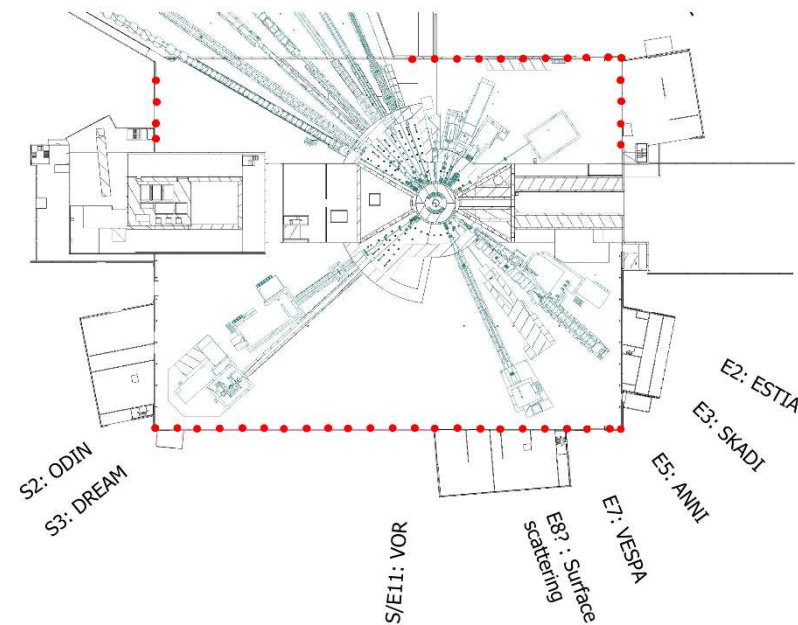 E2: ESTIA
E3: SKADI
S2: ODIN
E5: ANNI
S3: DREAM
E7: VESPA
E8? : Surface
scattering
S/E11: VOR